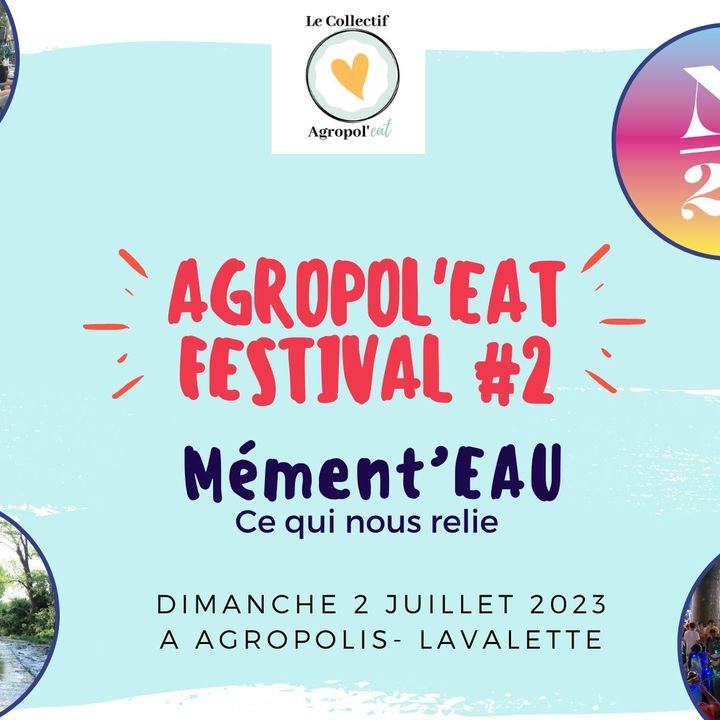 Le Collectif
Agropol'eat
AGROPOL'EAT
FESTIVAL #2
Mément'EAU
Ce qui nous relie
DIMANCHE 2 JUILLET 2023
A AGROPOLIS- LAVALETTE